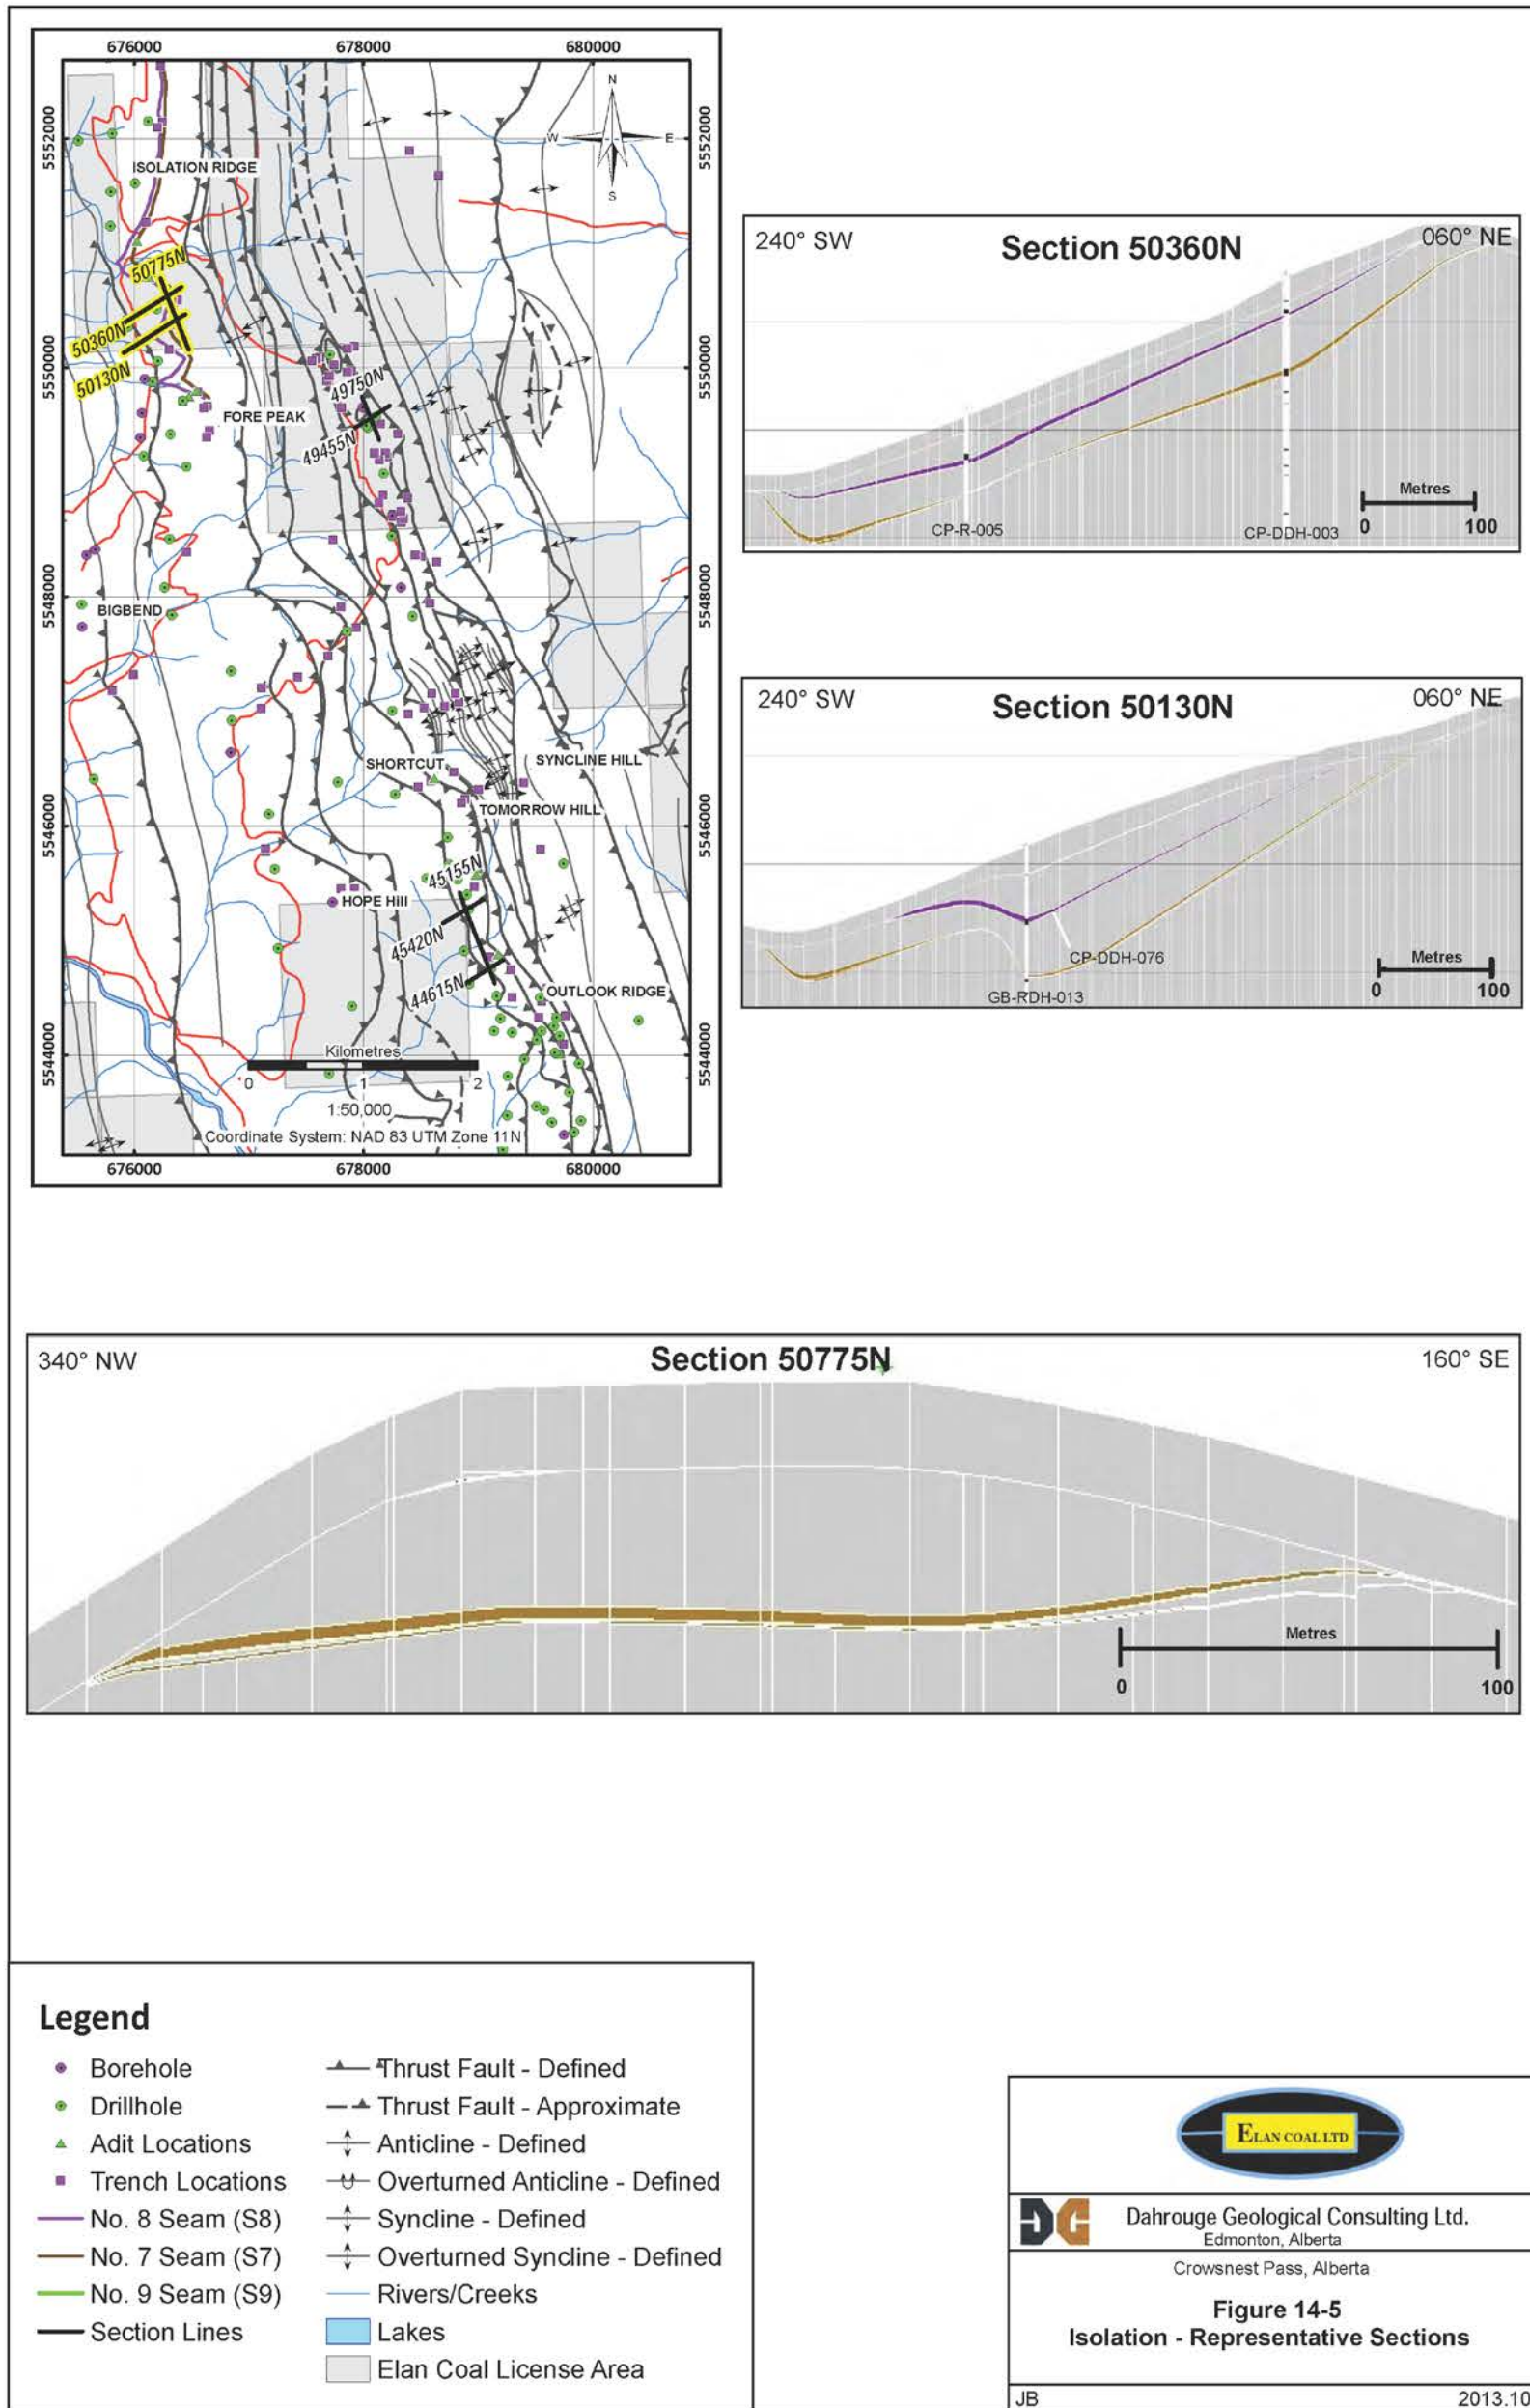 676000 678000 680000
5552000 5552000
N
W E
S
ISOLATION RIDGE
50775N
50360N
50130N
5550000 5550000
49750N
FORE PEAK
49455N
5548000 5548000
BIGBEND
SHORTCUT
SYNCLINE HILL
TOMORROW HILL
5546000 5546000
45155N
HOPE Hill
45420N
44615N
OUTLOOK RIDGE
5544000 5544000
Kilometres
0 1 2
1:50,000
Coordinate System: NAD 83 UTM Zone 11N
676000 678000 680000
240° SW Section 50360N 060° NE
Metres
0 100
CP-R-005 CP-DDH-003
240° SW Section 50130N 060° NE
CP-DDH-076
Metres
0 100
GB-RDH-013
340° NW Section 50775N 160° SE
Metres
0 100
Legend
Borehole
Drillhole
Adit Locations
Trench Locations
No. 8 Seam (S8)
No. 7 Seam (S7)
No. 9 Seam (S9)
Section Lines
Thrust Fault - Defined
Thrust Fault - Approximate
Anticline - Defined
Overturned Anticline - Defined
Syncline - Defined
Overturned Syncline - Defined
Rivers/Creeks
Lakes
Elan Coal License Area
ELAN COAL LTD
DG
Dahrouge Geological Consulting Ltd.
Edmonton, Alberta
Crowsnest Pass, Alberta
Figure 14-5
Isolation - Representative Sections
JB 2013.10